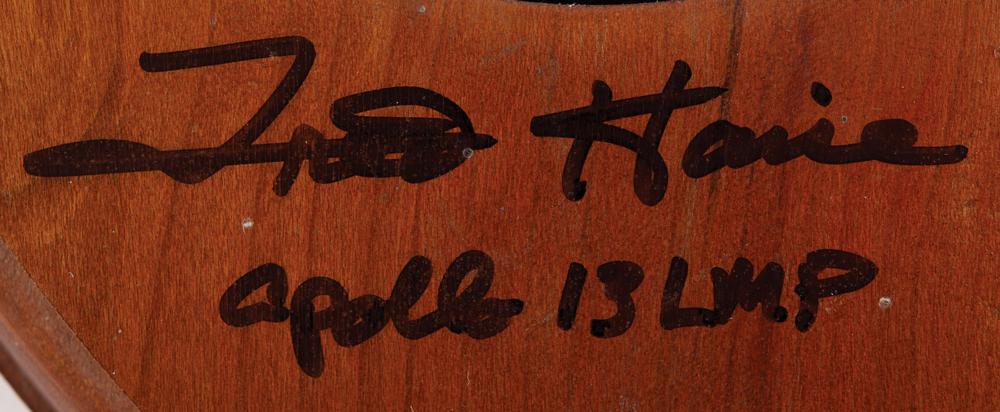 Fred Haise
Apollo 13 LMP